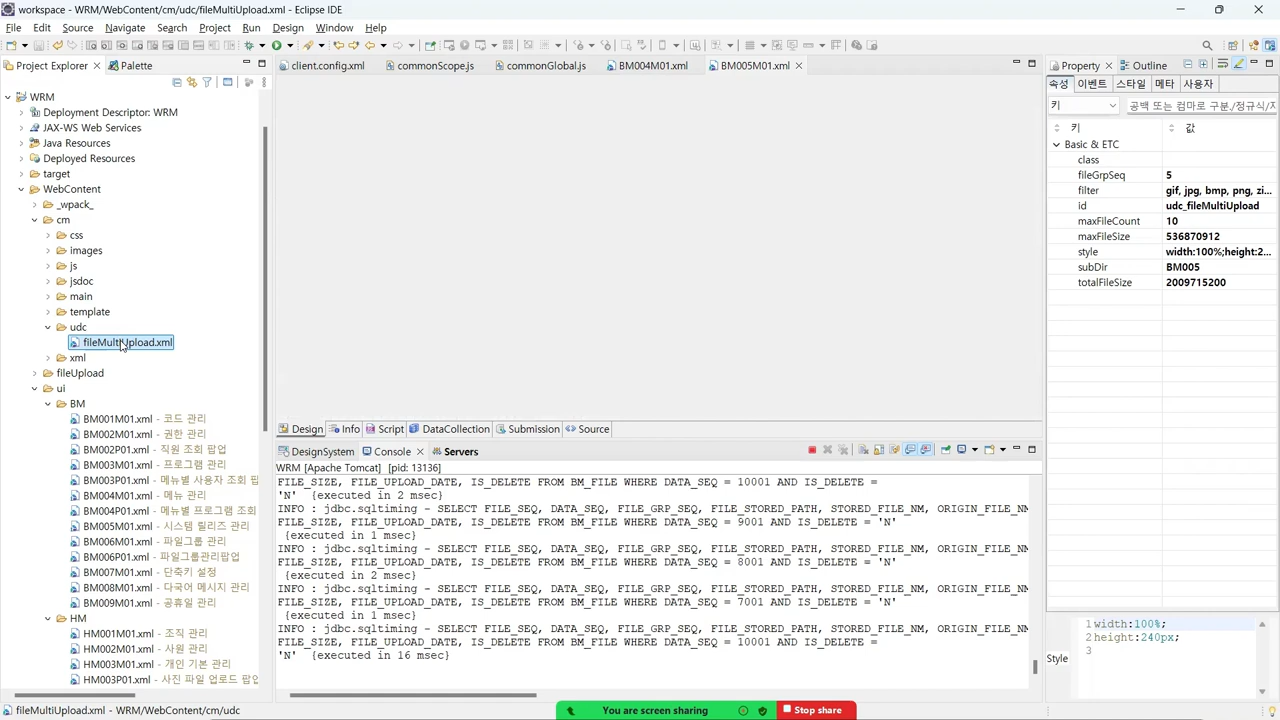 workspace - WRM/WebContent/cm/udc/fileMultiUpload.xml - Eclipse IDE
File Edit Source Navigate Search Project Run Design Window Help
Project Explorer
Palette
WRM
Deployment Descriptor: WRM
JAX-WS Web Services
Java Resources
Deployed Resources
target
WebContent
_wpack_
cm
css
images
js
jsdoc
main
template
udc
fileMultiUpload.xml
xml
fileUpload
ui
BM
BM001M01.xml - 코드 관리
BM002M01.xml - 권한 관리
BM002P01.xml - 직원 조회 팝업
BM003M01.xml - 프로그램 관리
BM003P01.xml - 메뉴별 사용자 조회 팝
BM004M01.xml - 메뉴 관리
BM004P01.xml - 메뉴별 프로그램 조회
BM005M01.xml - 시스템 릴리즈 관리
BM006M01.xml - 파일그룹 관리
BM006P01.xml - 파일그룹관리팝업
BM007M01.xml - 단축키 설정
BM008M01.xml - 다국어 메시지 관리
BM009M01.xml - 공휴일 관리
HM
HM001M01.xml - 조직 관리
HM002M01.xml - 사원 관리
HM003M01.xml - 개인 기본 관리
HM003P01.xml - 사진 파일 업로드 팝업
client.config.xml commonScope.js commonGlobal.js BM004M01.xml BM005M01.xml
Design Info Script DataCollection Submission Source
DesignSystem Console Servers
WRM [Apache Tomcat] [pid: 13136]
FILE_SIZE, FILE_UPLOAD_DATE, IS_DELETE FROM BM_FILE WHERE DATA_SEQ = 10001 AND IS_DELETE =
'N' {executed in 2 msec}
INFO : jdbc.sqltiming - SELECT FILE_SEQ, DATA_SEQ, FILE_GRP_SEQ, FILE_STORED_PATH, STORED_FILE_NM, ORIGIN_FILE_NM
FILE_SIZE, FILE_UPLOAD_DATE, IS_DELETE FROM BM_FILE WHERE DATA_SEQ = 9001 AND IS_DELETE = 'N'
{executed in 1 msec}
INFO : jdbc.sqltiming - SELECT FILE_SEQ, DATA_SEQ, FILE_GRP_SEQ, FILE_STORED_PATH, STORED_FILE_NM, ORIGIN_FILE_NM
FILE_SIZE, FILE_UPLOAD_DATE, IS_DELETE FROM BM_FILE WHERE DATA_SEQ = 8001 AND IS_DELETE = 'N'
{executed in 2 msec}
INFO : jdbc.sqltiming - SELECT FILE_SEQ, DATA_SEQ, FILE_GRP_SEQ, FILE_STORED_PATH, STORED_FILE_NM, ORIGIN_FILE_NM
FILE_SIZE, FILE_UPLOAD_DATE, IS_DELETE FROM BM_FILE WHERE DATA_SEQ = 7001 AND IS_DELETE = 'N'
{executed in 1 msec}
INFO : jdbc.sqltiming - SELECT FILE_SEQ, DATA_SEQ, FILE_GRP_SEQ, FILE_STORED_PATH, STORED_FILE_NM, ORIGIN_FILE_NM
FILE_SIZE, FILE_UPLOAD_DATE, IS_DELETE FROM BM_FILE WHERE DATA_SEQ = 10001 AND IS_DELETE =
'N' {executed in 16 msec}
Property Outline
속성 이벤트 스타일 메타 사용자
키 공백 또는 컴마로 구분./정규식/지
키 값
Basic & ETC
class
fileGrpSeq 5
filter gif, jpg, bmp, png, zi...
id udc_fileMultiUpload
maxFileCount 10
maxFileSize 536870912
style width:100%;height:2...
subDir BM005
totalFileSize 2009715200
Style
1 width:100%;
2 height:240px;
3
fileMultiUpload.xml - WRM/WebContent/cm/udc
You are screen sharing
Stop share